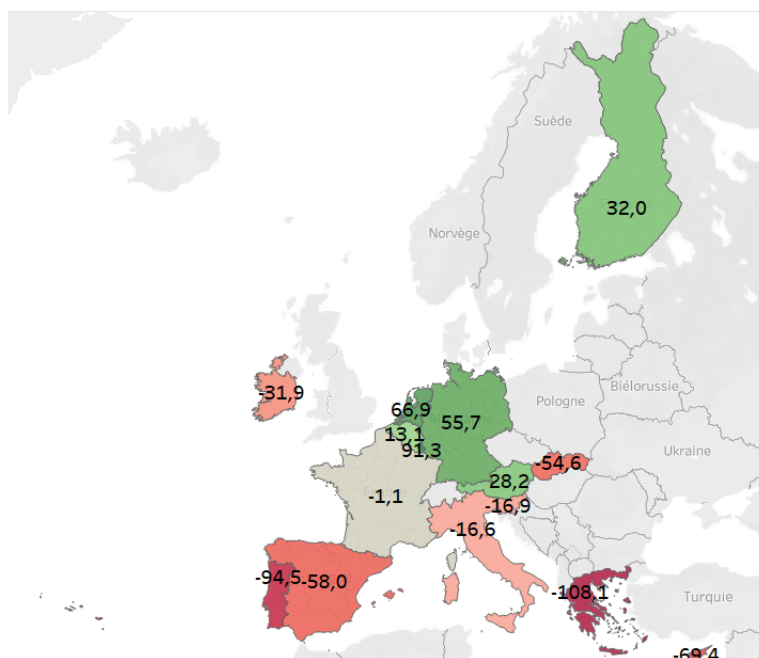 Suède
32,0
Norvège
Biélorussie
-31,9
66,9
55,7
Pologne
13,1
91,3
-54,6
Ukraine
28,2
-1,1
-16,9
-16,6
-94,5
-58,0
-108,1
Turquie
-69,4